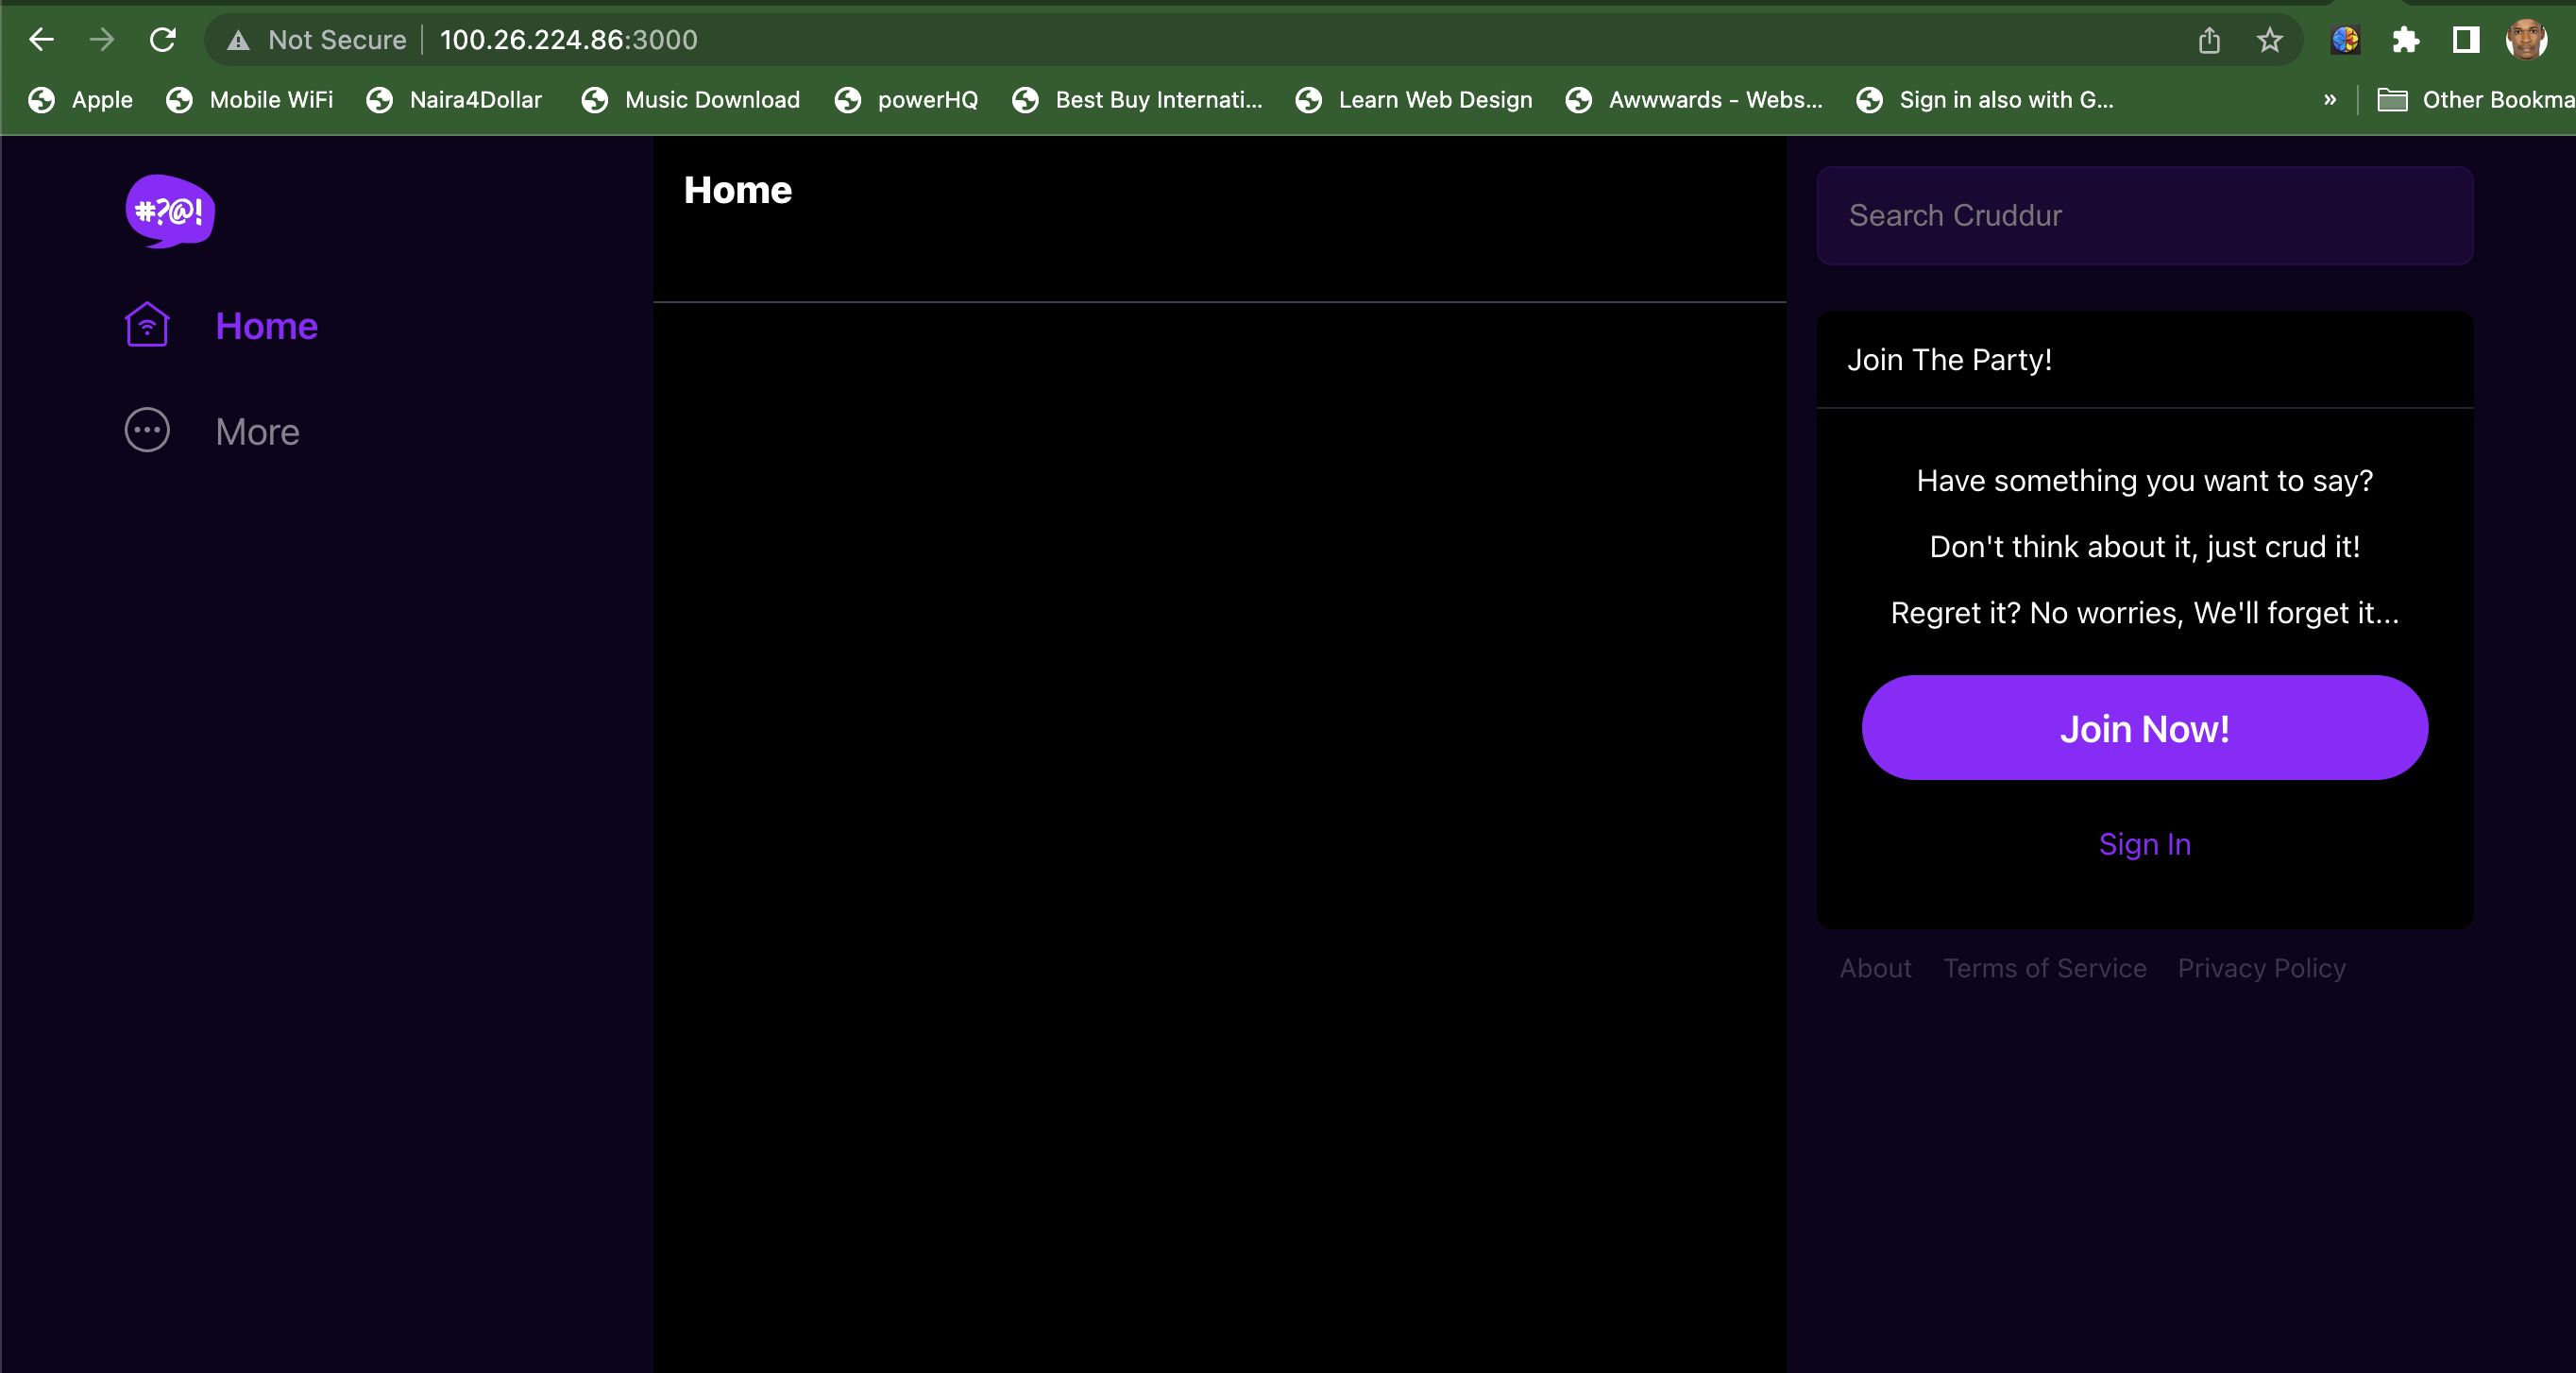 Not Secure 100.26.224.86:3000
Apple Mobile WiFi Naira4Dollar Music Download powerHQ Best Buy Internati... Learn Web Design Awwwards - Webs... Sign in also with G... » Other Bookma
#?@!
Home
More
Home
Search Cruddur
Join The Party!
Have something you want to say?
Don't think about it, just crud it!
Regret it? No worries, We'll forget it...
Join Now!
Sign In
About Terms of Service Privacy Policy